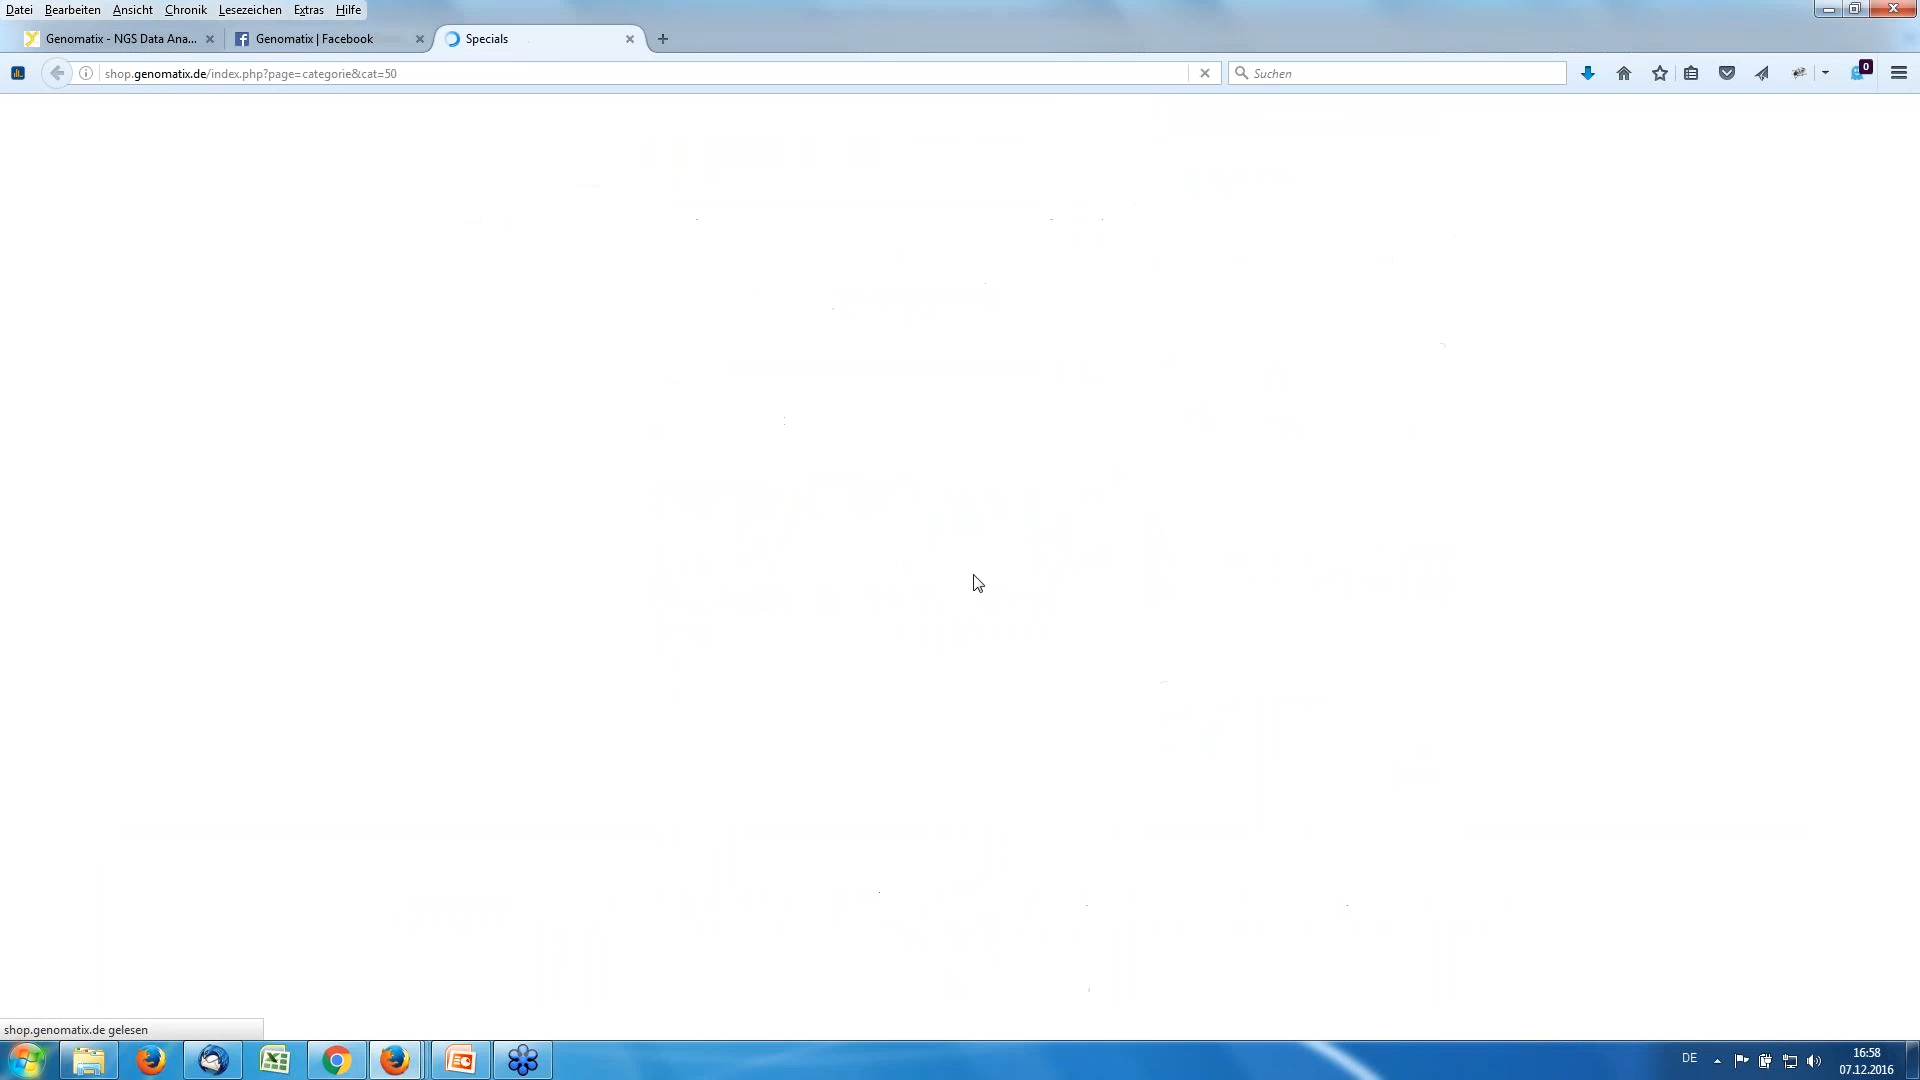 Datei Bearbeiten Ansicht Chronik Lesezeichen Extras Hilfe
Genomatix - NGS Data Ana... Genomatix | Facebook Specials
shop.genomatix.de/index.php?page=categorie&cat=50 Suchen 0
shop.genomatix.de gelesen
DE 16:58
07.12.2016